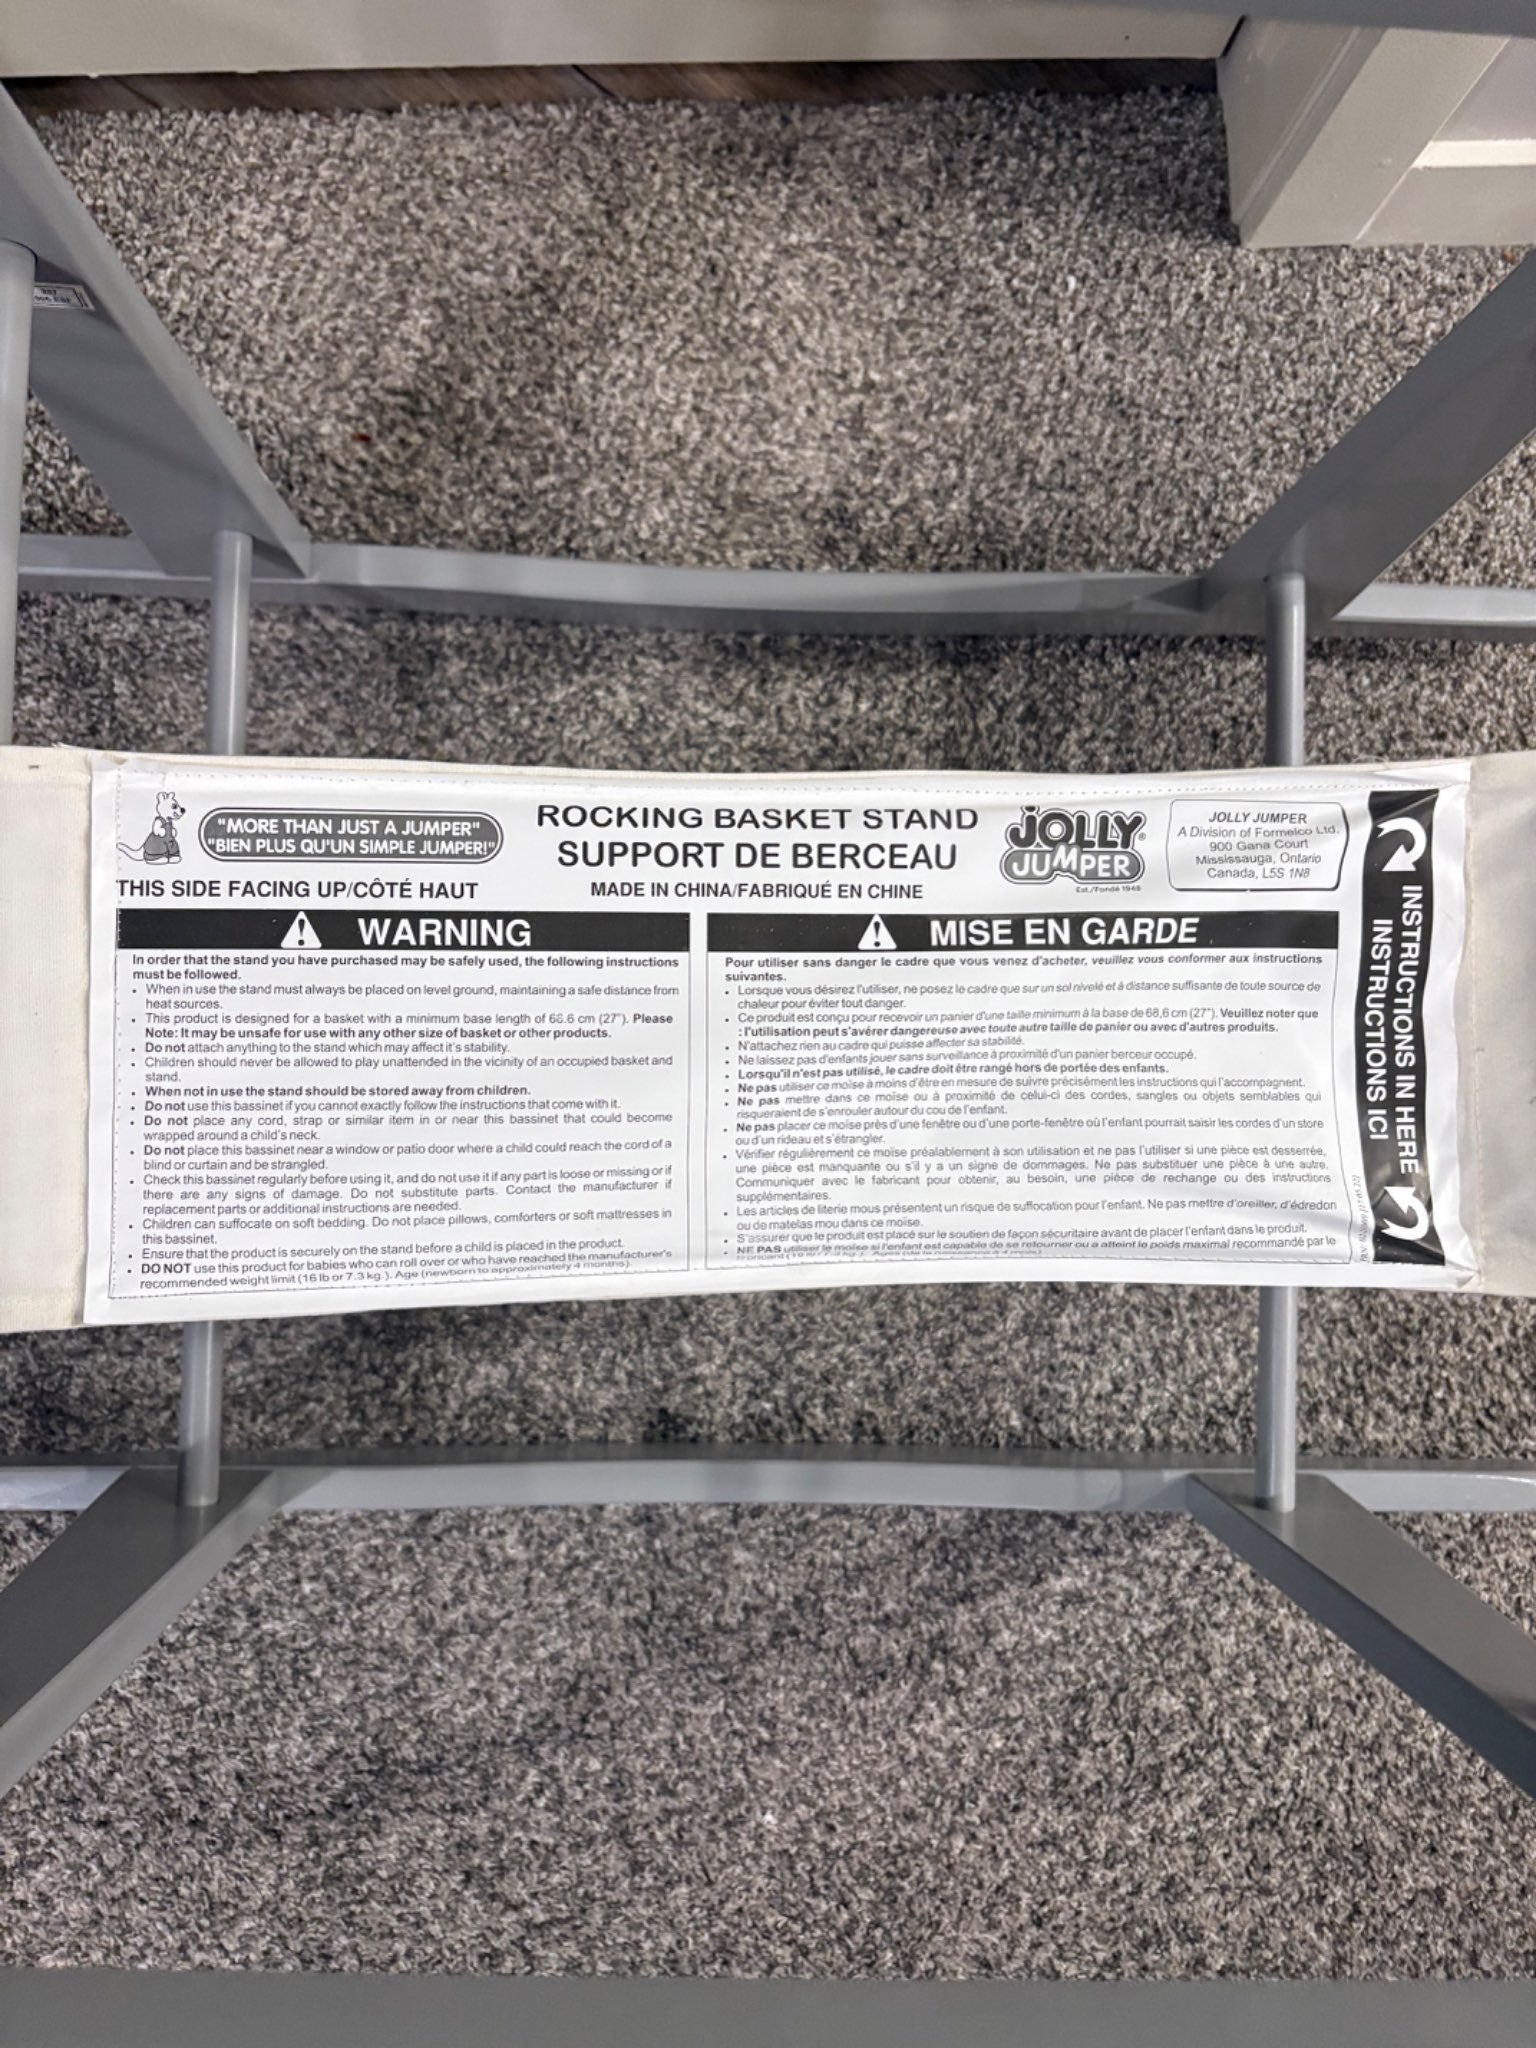 "MORE THAN JUST A JUMPER"
"BIEN PLUS QU'UN SIMPLE JUMPER!"
THIS SIDE FACING UP/CÔTÉ HAUT
ROCKING BASKET STAND
SUPPORT DE BERCEAU
MADE IN CHINA/FABRIQUÉ EN CHINE
JOLLY
JUMPER
Est./Fondé 1948
JOLLY JUMPER
A Division of Formelco Ltd.
900 Gana Court
Mississauga, Ontario
Canada, L5S 1N8
WARNING
In order that the stand you have purchased may be safely used, the following instructions
must be followed.
• When in use the stand must always be placed on level ground, maintaining a safe distance from
heat sources.
• This product is designed for a basket with a minimum base length of 68.6 cm (27"). Please
Note: It may be unsafe for use with any other size of basket or other products.
• Do not attach anything to the stand which may affect it's stability.
• Children should never be allowed to play unattended in the vicinity of an occupied basket and
stand.
• When not in use the stand should be stored away from children.
• Do not use this bassinet if you cannot exactly follow the instructions that come with it.
• Do not place any cord, strap or similar item in or near this bassinet that could become
wrapped around a child's neck.
• Do not place this bassinet near a window or patio door where a child could reach the cord of a
blind or curtain and be strangled.
• Check this bassinet regularly before using it, and do not use it if any part is loose or missing or if
there are any signs of damage. Do not substitute parts. Contact the manufacturer if
replacement parts or additional instructions are needed.
• Children can suffocate on soft bedding. Do not place pillows, comforters or soft mattresses in
this bassinet.
• Ensure that the product is securely on the stand before a child is placed in the product.
• DO NOT use this product for babies who can roll over or who have reached the manufacturer's
recommended weight limit (16 lb or 7.3 kg.). Age (newborn to approximately 4 months).
MISE EN GARDE
Pour utiliser sans danger le cadre que vous venez d'acheter, veuillez vous conformer aux instructions
suivantes.
• Lorsque vous désirez l'utiliser, ne posez le cadre que sur un sol nivelé et à distance suffisante de toute source de
chaleur pour éviter tout danger.
• Ce produit est conçu pour recevoir un panier d'une taille minimum à la base de 68,6 cm (27"). Veuillez noter que
: l'utilisation peut s'avérer dangereuse avec toute autre taille de panier ou avec d'autres produits.
• N'attachez rien au cadre qui puisse affecter sa stabilité.
• Ne laissez pas d'enfants jouer sans surveillance à proximité d'un panier berceur occupé.
• Lorsqu'il n'est pas utilisé, le cadre doit être rangé hors de portée des enfants.
• Ne pas utiliser ce moïse à moins d'être en mesure de suivre précisément les instructions qui l'accompagnent.
• Ne pas mettre dans ce moïse ou à proximité de celui-ci des cordes, sangles ou objets semblables qui
risqueraient de s'enrouler autour du cou de l'enfant.
• Ne pas placer ce moïse près d'une fenêtre ou d'une porte-fenêtre où l'enfant pourrait saisir les cordes d'un store
ou d'un rideau et s'étrangler.
• Vérifier régulièrement ce moïse préalablement à son utilisation et ne pas l'utiliser si une pièce est desserrée,
une pièce est manquante ou s'il y a un signe de dommages. Ne pas substituer une pièce à une autre.
Communiquer avec le fabricant pour obtenir, au besoin, une pièce de rechange ou des instructions
supplémentaires.
• Les articles de literie mous présentent un risque de suffocation pour l'enfant. Ne pas mettre d'oreiller, d'édredon
ou de matelas mou dans ce moïse.
• S'assurer que le produit est placé sur le soutien de façon sécuritaire avant de placer l'enfant dans le produit.
• NE PAS utiliser le moïse si l'enfant est capable de se retourner ou a atteint le poids maximal recommandé par le
INSTRUCTIONS IN HERE
INSTRUCTIONS ICI